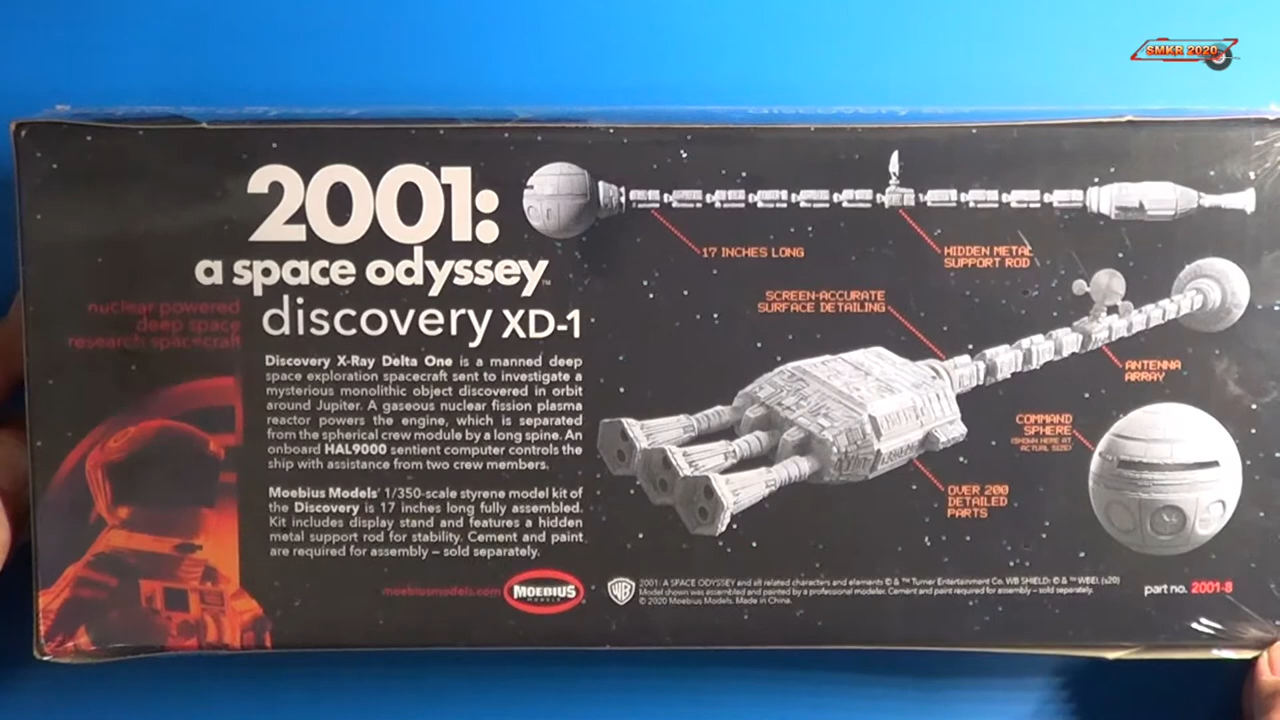 SMKR 2020
2001:
a space odyssey™
discovery XD-1
nuclear powered
deep space
research spacecraft
Discovery X-Ray Delta One is a manned deep
space exploration spacecraft sent to investigate a
mysterious monolithic object discovered in orbit
around Jupiter. A gaseous nuclear fission plasma
reactor powers the engine, which is separated
from the spherical crew module by a long spine. An
onboard HAL9000 sentient computer controls the
ship with assistance from two crew members.
Moebius Models' 1/350-scale styrene model kit of
the Discovery is 17 inches long fully assembled.
Kit includes display stand and features a hidden
metal support rod for stability. Cement and paint
are required for assembly – sold separately.
17 INCHES LONG
HIDDEN METAL
SUPPORT ROD
SCREEN-ACCURATE
SURFACE DETAILING
ANTENNA
ARRAY
COMMAND
SPHERE
(SHOWN HERE AT
ACTUAL SIZE)
OVER 200
DETAILED
PARTS
moebiusmodels.com
MOEBIUS
MODELS
WB
2001: A SPACE ODYSSEY and all related characters and elements © & ™ Turner Entertainment Co. WB SHIELD: © & ™ WBEI. (s20)
Model shown was assembled and painted by a professional modeler. Cement and paint required for assembly – sold separately.
© 2020 Moebius Models. Made in China.
part no. 2001-8